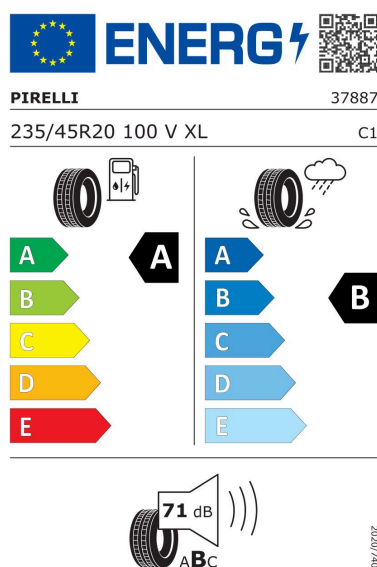 ENERG
PIRELLI 37887
235/45R20 100 V XL C1
A A
B
C
D
E
A
B B
C
D
E
71 dB
ABC
2020/740